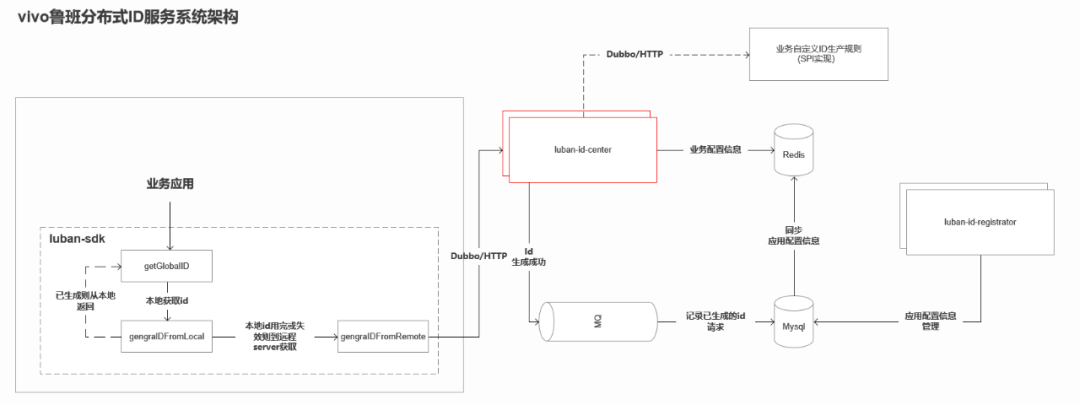 vivo鲁班分布式ID服务系统架构
Dubbo/HTTP
业务自定义ID生产规则
(SPI实现)
luban-id-center
业务配置信息
Redis
业务应用
luban-id-registrator
luban-sdk
Dubbo/HTTP
Id
生成成功
同步
应用配置信息
getGlobalID
已生成则从本地
返回
本地获取id
gengraIDFromLocal
本地id用完或失
效则到远程
server获取
gengraIDFromRemote
MQ
记录已生成的id
请求
Mysql
应用配置信息
管理